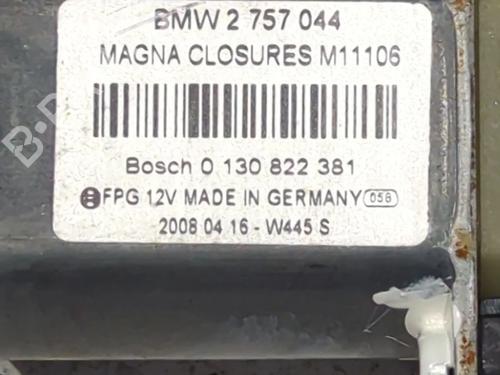 BMW 2 757 044
MAGNA CLOSURES M11106
Bosch 0 130 822 381
FPG 12V MADE IN GERMANY 056
2008 04 16 - W445 S